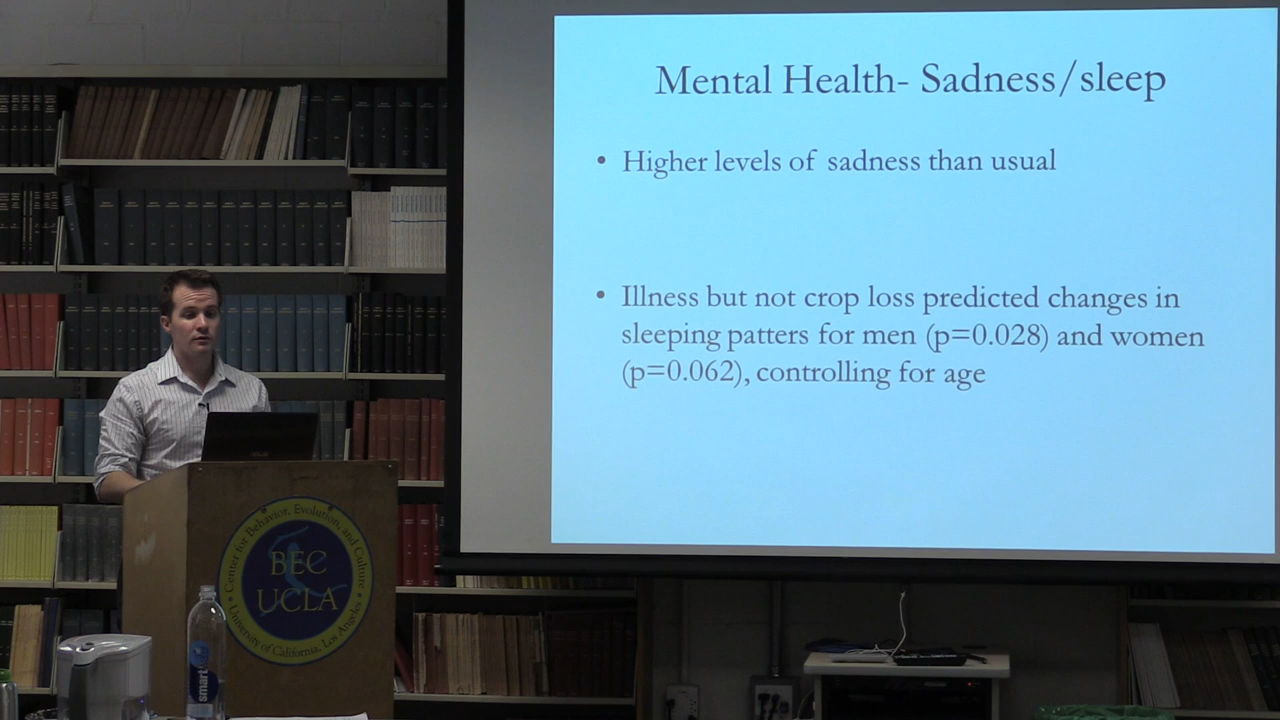 Mental Health- Sadness/sleep
• Higher levels of sadness than usual
• Illness but not crop loss predicted changes in
sleeping patters for men (p=0.028) and women
(p=0.062), controlling for age
Center for Behavior, Evolution, and Culture
BEC
UCLA
University of California, Los Angeles
smart